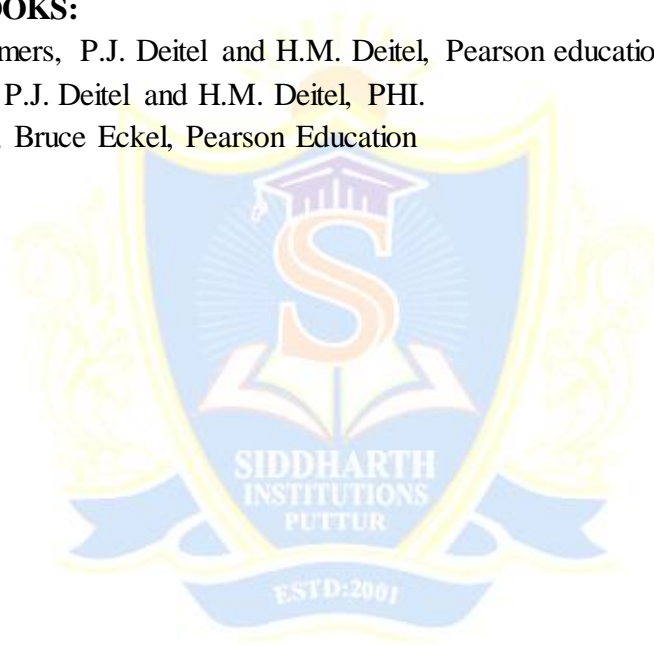 OOKS:
mers, P.J. Deitel and H.M. Deitel, Pearson educatio
P.J. Deitel and H.M. Deitel, PHI.
, Bruce Eckel, Pearson Education
S
SIDDHARTH
INSTITUTIONS
PUTTUR
ESTD:2001